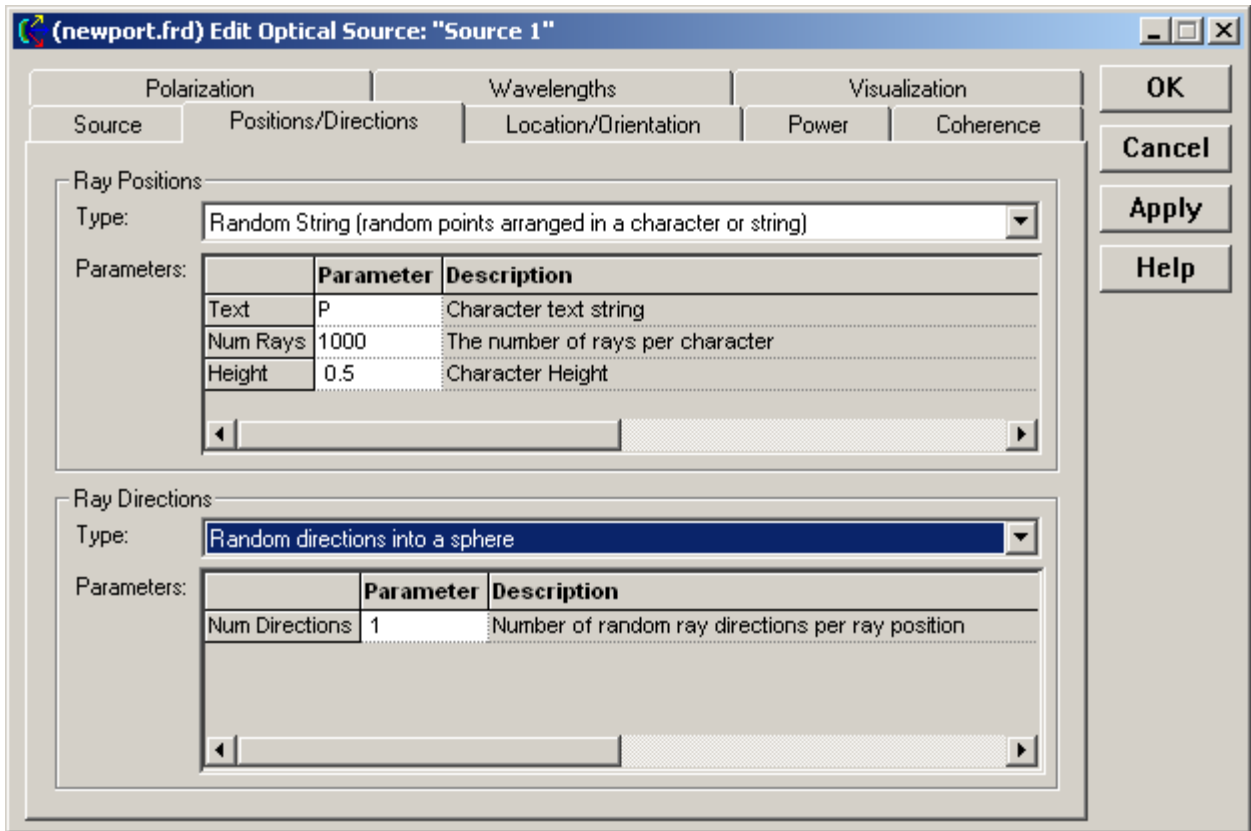 (newport.frd) Edit Optical Source: "Source 1"
Polarization Wavelengths Visualization
Source Positions/Directions Location/Orientation Power Coherence
OK
Cancel
Apply
Help
Ray Positions
Type: Random String (random points arranged in a character or string)
Parameters: Parameter Description
Text P Character text string
Num Rays 1000 The number of rays per character
Height 0.5 Character Height
Ray Directions
Type: Random directions into a sphere
Parameters: Parameter Description
Num Directions 1 Number of random ray directions per ray position